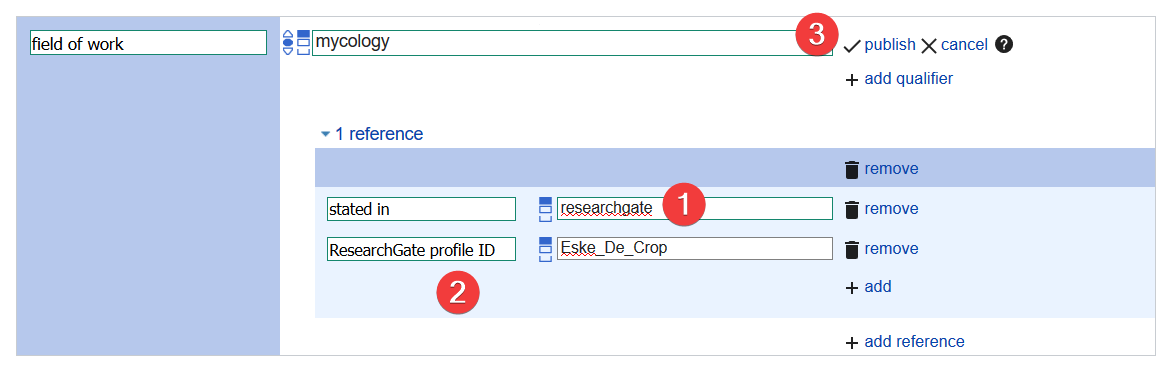 field of work mycology 3 publish cancel ?
+ add qualifier
1 reference
remove
stated in researchgate 1 remove
ResearchGate profile ID Eske_De_Crop remove
2 + add
+ add reference